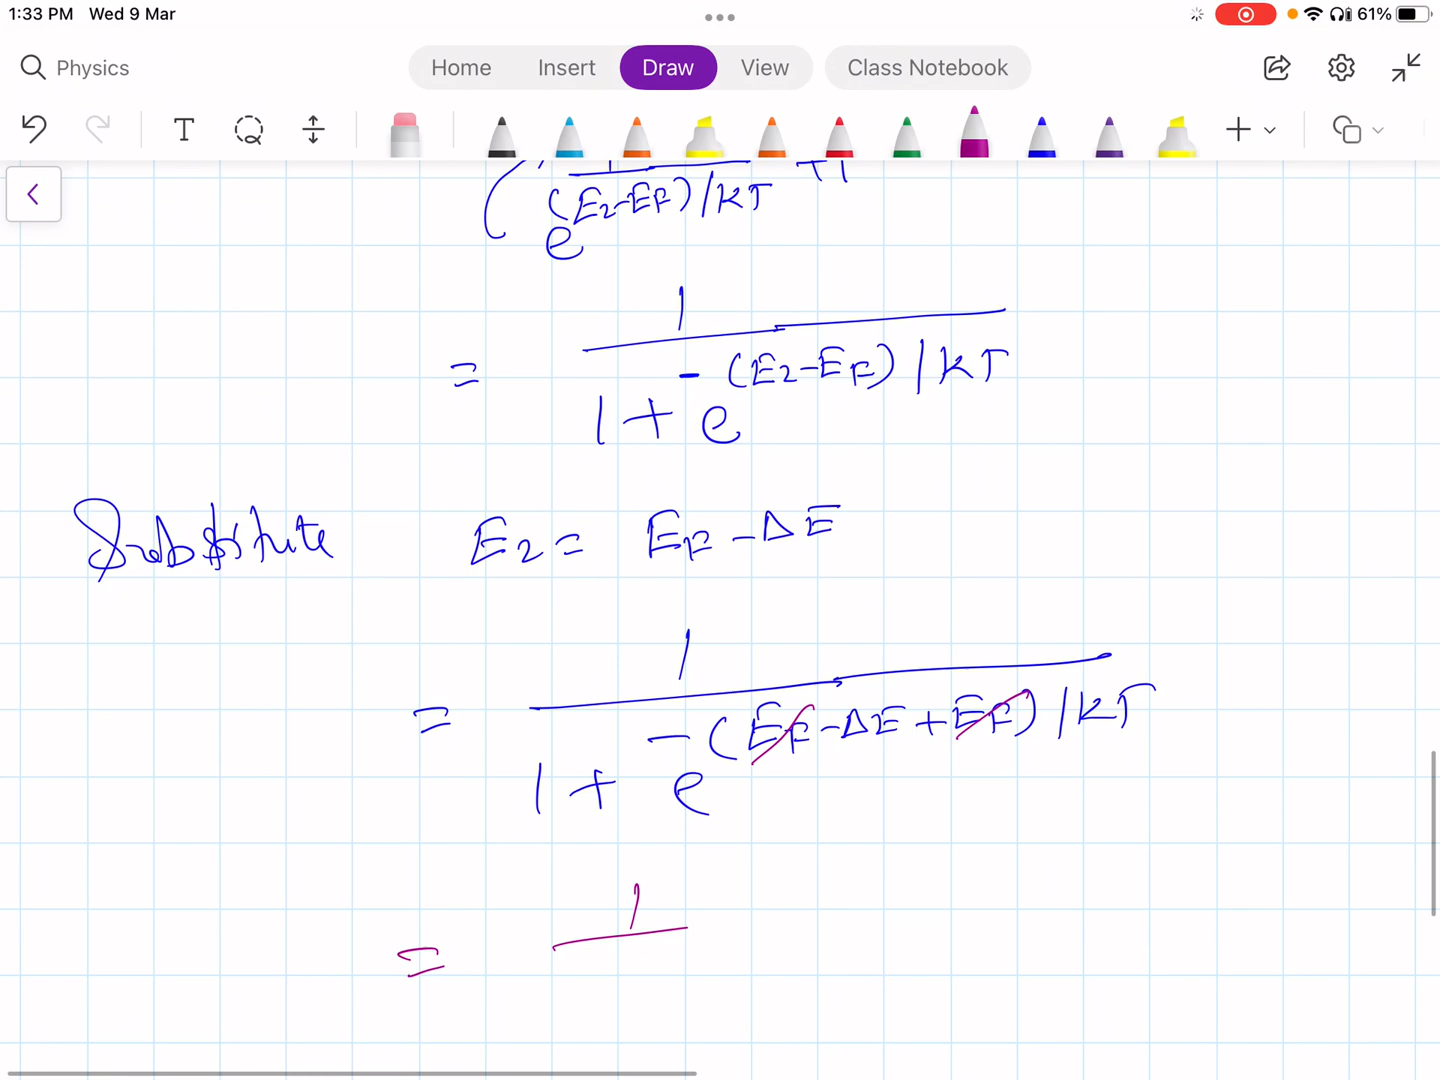 1:33 PM Wed 9 Mar 61%
Physics Home Insert Draw View Class Notebook
T
+1
e^(E2-EF)/KT
1
= 1 + e^-(E2-EF)/KT
Substitute E2 = EF - ΔE
1
= 1 + e^-(EF-ΔE+EF)/KT
1
=